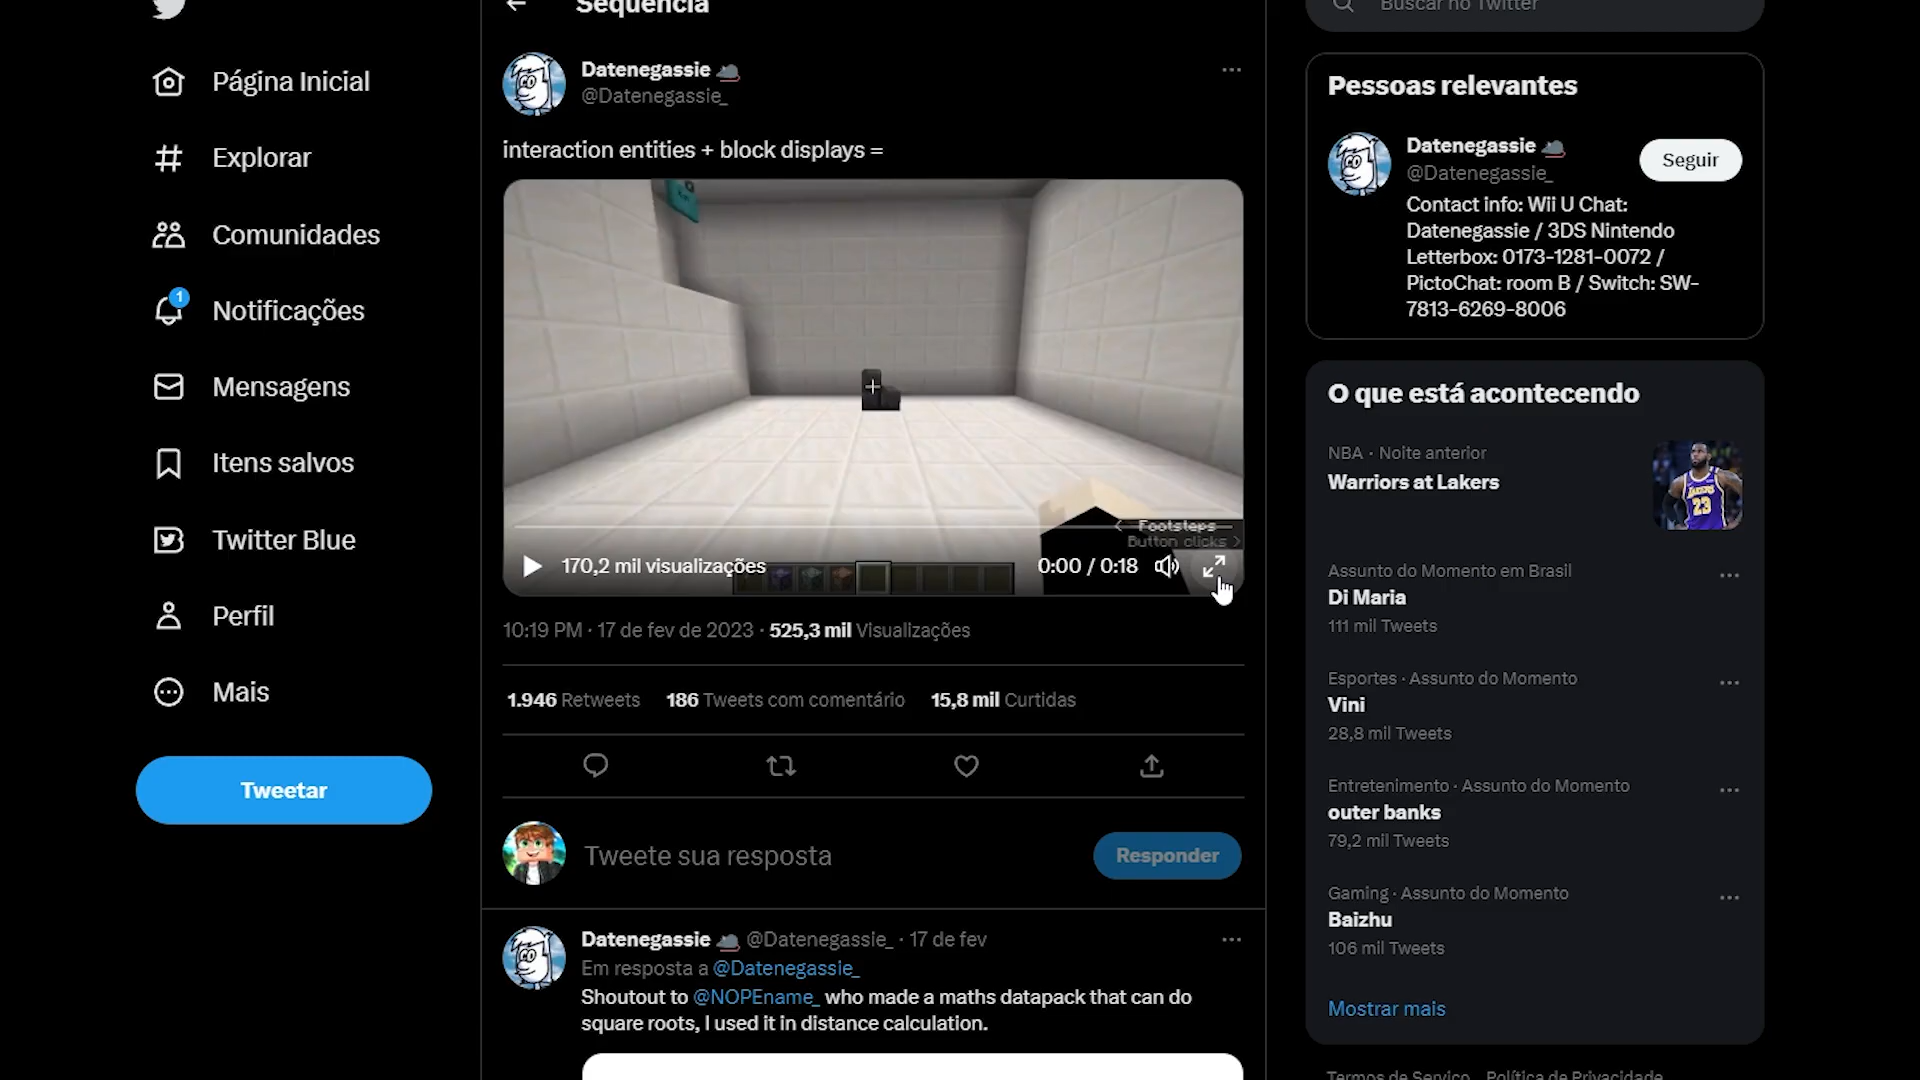 Sequência
Buscar no Twitter
Página Inicial
Explorar
Comunidades
1
Notificações
Mensagens
Itens salvos
Twitter Blue
Perfil
Mais
Tweetar
Datenegassie
@Datenegassie_
interaction entities + block displays =
Footsteps
Button clicks >
170,2 mil visualizações
0:00 / 0:18
10:19 PM · 17 de fev de 2023 · 525,3 mil Visualizações
1.946 Retweets 186 Tweets com comentário 15,8 mil Curtidas
Tweete sua resposta
Responder
Datenegassie @Datenegassie_ · 17 de fev
Em resposta a @Datenegassie_
Shoutout to @NOPEname_ who made a maths datapack that can do
square roots, I used it in distance calculation.
Pessoas relevantes
Datenegassie
@Datenegassie_
Seguir
Contact info: Wii U Chat:
Datenegassie / 3DS Nintendo
Letterbox: 0173-1281-0072 /
PictoChat: room B / Switch: SW-
7813-6269-8006
O que está acontecendo
NBA · Noite anterior
Warriors at Lakers
LAKERS
23
Assunto do Momento em Brasil
Di Maria
111 mil Tweets
Esportes · Assunto do Momento
Vini
28,8 mil Tweets
Entretenimento · Assunto do Momento
outer banks
79,2 mil Tweets
Gaming · Assunto do Momento
Baizhu
106 mil Tweets
Mostrar mais
Termos de Serviço Política de Privacidade